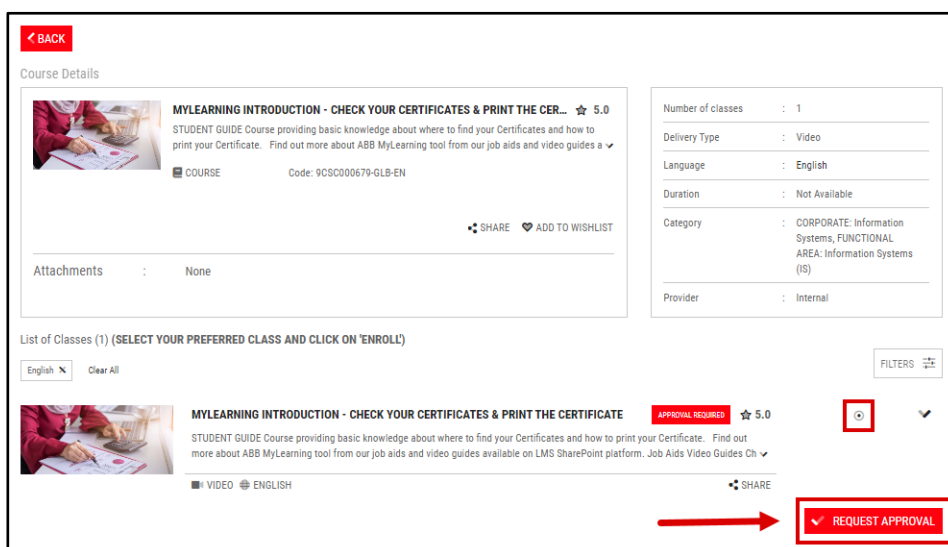 BACK
Course Details
MYLEARNING INTRODUCTION - CHECK YOUR CERTIFICATES & PRINT THE CER... 5.0
STUDENT GUIDE Course providing basic knowledge about where to find your Certificates and how to
print your Certificate. Find out more about ABB MyLearning tool from our job aids and video guides a
COURSE Code: 9CSC000679-GLB-EN
SHARE ADD TO WISHLIST
Attachments : None
Number of classes : 1
Delivery Type : Video
Language : English
Duration : Not Available
Category : CORPORATE: Information
Systems, FUNCTIONAL
AREA: Information Systems
(IS)
Provider : Internal
List of Classes (1) (SELECT YOUR PREFERRED CLASS AND CLICK ON 'ENROLL')
FILTERS
English X Clear All
MYLEARNING INTRODUCTION - CHECK YOUR CERTIFICATES & PRINT THE CERTIFICATE APPROVAL REQUIRED 5.0
STUDENT GUIDE Course providing basic knowledge about where to find your Certificates and how to print your Certificate. Find out
more about ABB MyLearning tool from our job aids and video guides available on LMS SharePoint platform. Job Aids Video Guides Ch
VIDEO ENGLISH SHARE
REQUEST APPROVAL